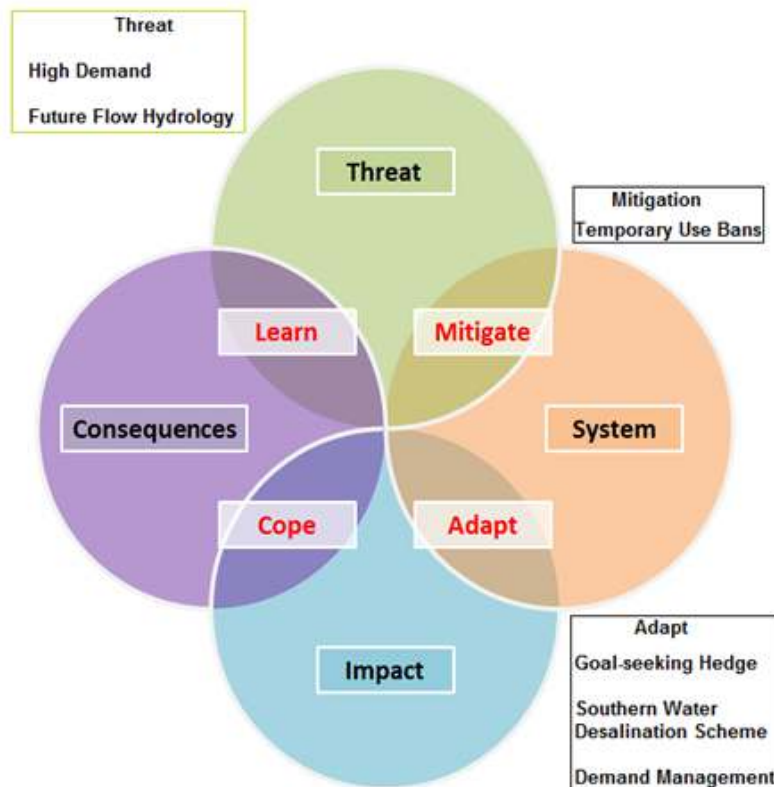 Threat
High Demand
Future Flow Hydrology
Threat
Mitigation
Temporary Use Bans
Learn
Mitigate
Consequences
System
Cope
Adapt
Impact
Adapt
Goal-seeking Hedge
Southern Water
Desalination Scheme
Demand Management